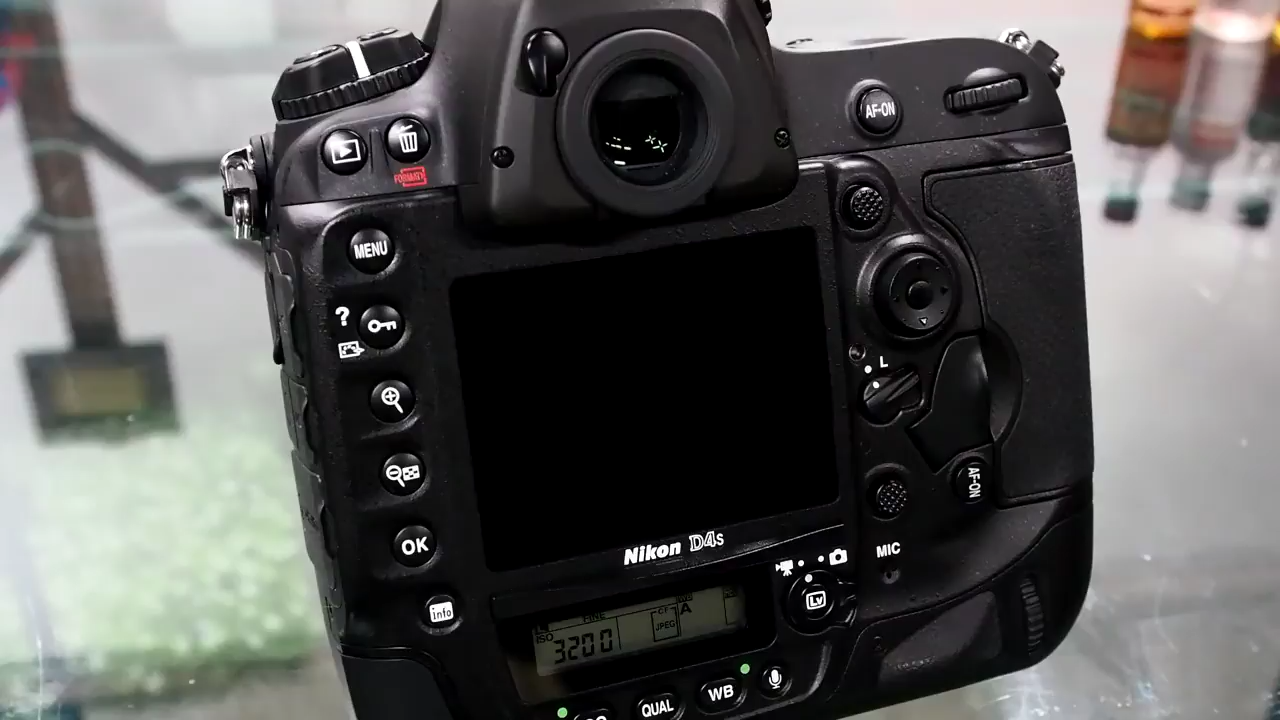 AF-ON
FORMAT
MENU
?
L
AF-ON
OK
Nikon D4s
MIC
info
Lv
FINE
CF
A
ISO
JPEG
3200
QUAL
WB